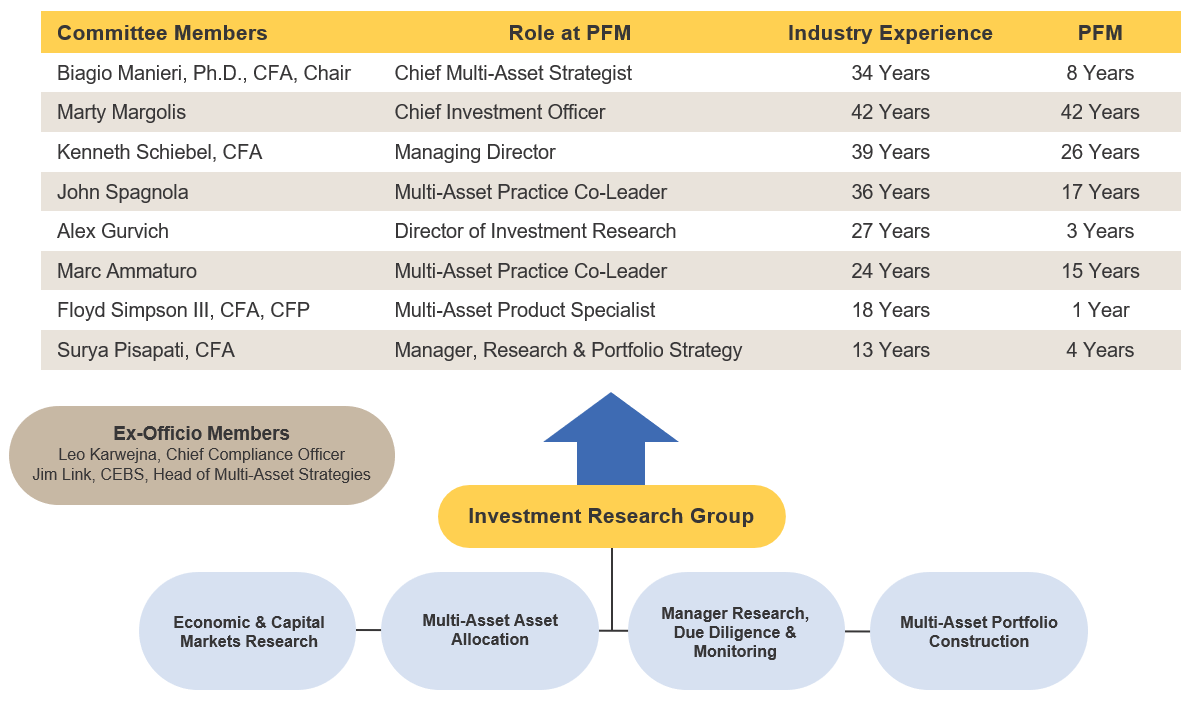 Committee Members Role at PFM Industry Experience PFM
Biagio Manieri, Ph.D., CFA, Chair Chief Multi-Asset Strategist 34 Years 8 Years
Marty Margolis Chief Investment Officer 42 Years 42 Years
Kenneth Schiebel, CFA Managing Director 39 Years 26 Years
John Spagnola Multi-Asset Practice Co-Leader 36 Years 17 Years
Alex Gurvich Director of Investment Research 27 Years 3 Years
Marc Ammaturo Multi-Asset Practice Co-Leader 24 Years 15 Years
Floyd Simpson III, CFA, CFP Multi-Asset Product Specialist 18 Years 1 Year
Surya Pisapati, CFA Manager, Research & Portfolio Strategy 13 Years 4 Years
Ex-Officio Members
Leo Karwejna, Chief Compliance Officer
Jim Link, CEBS, Head of Multi-Asset Strategies
Investment Research Group
Economic & Capital
Markets Research
Multi-Asset Asset
Allocation
Manager Research,
Due Diligence &
Monitoring
Multi-Asset Portfolio
Construction